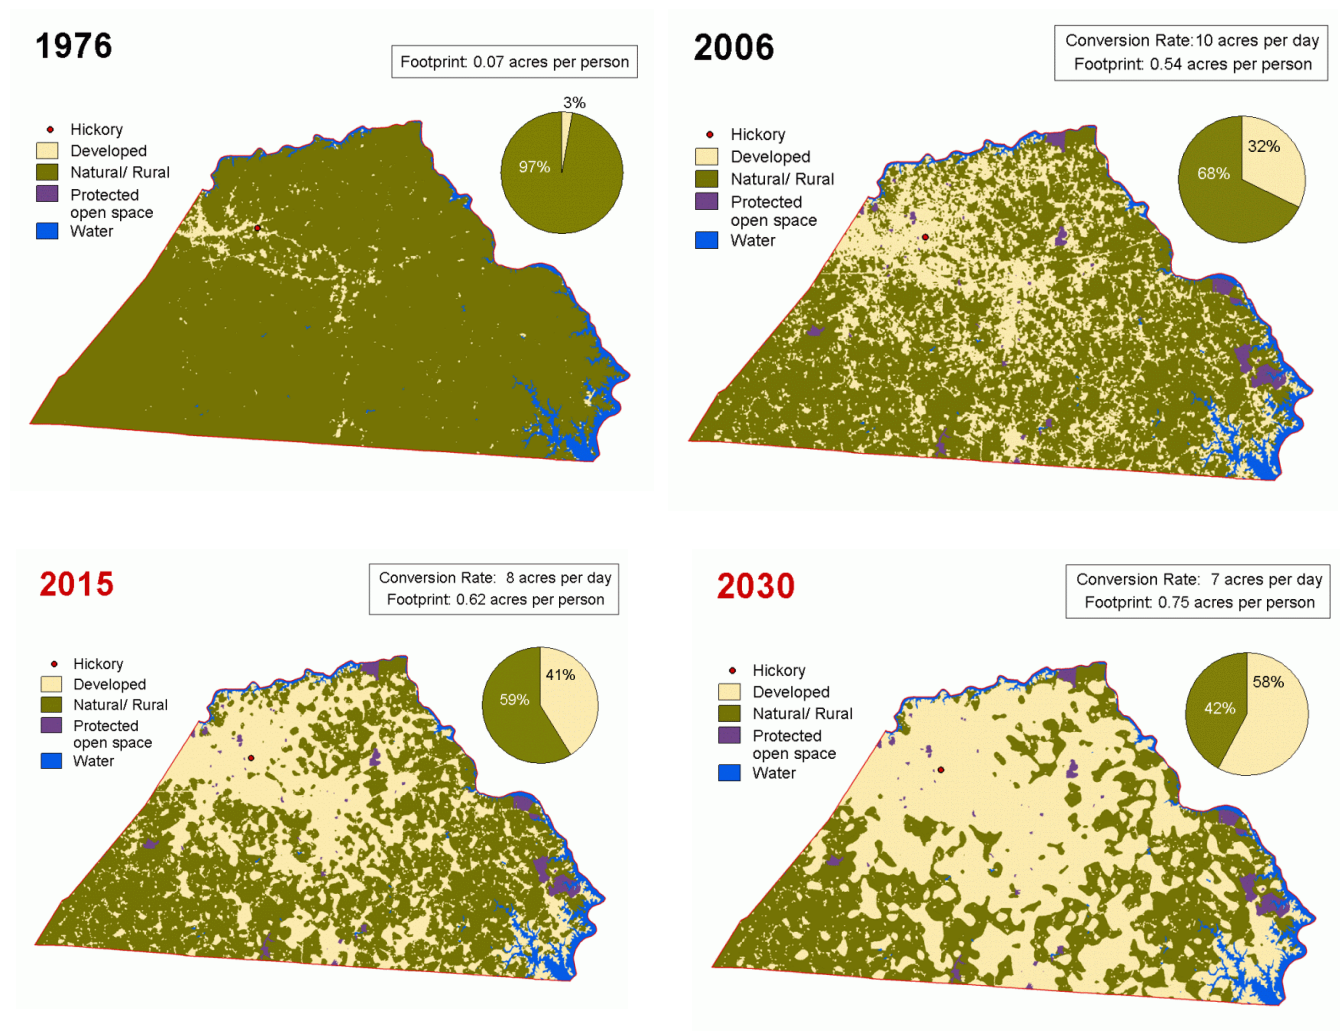 1976
Footprint: 0.07 acres per person
3%
97%
Hickory
Developed
Natural/ Rural
Protected
open space
Water
2006
Conversion Rate: 10 acres per day
Footprint: 0.54 acres per person
32%
68%
Hickory
Developed
Natural/ Rural
Protected
open space
Water
2015
Conversion Rate: 8 acres per day
Footprint: 0.62 acres per person
41%
59%
Hickory
Developed
Natural/ Rural
Protected
open space
Water
2030
Conversion Rate: 7 acres per day
Footprint: 0.75 acres per person
58%
42%
Hickory
Developed
Natural/ Rural
Protected
open space
Water